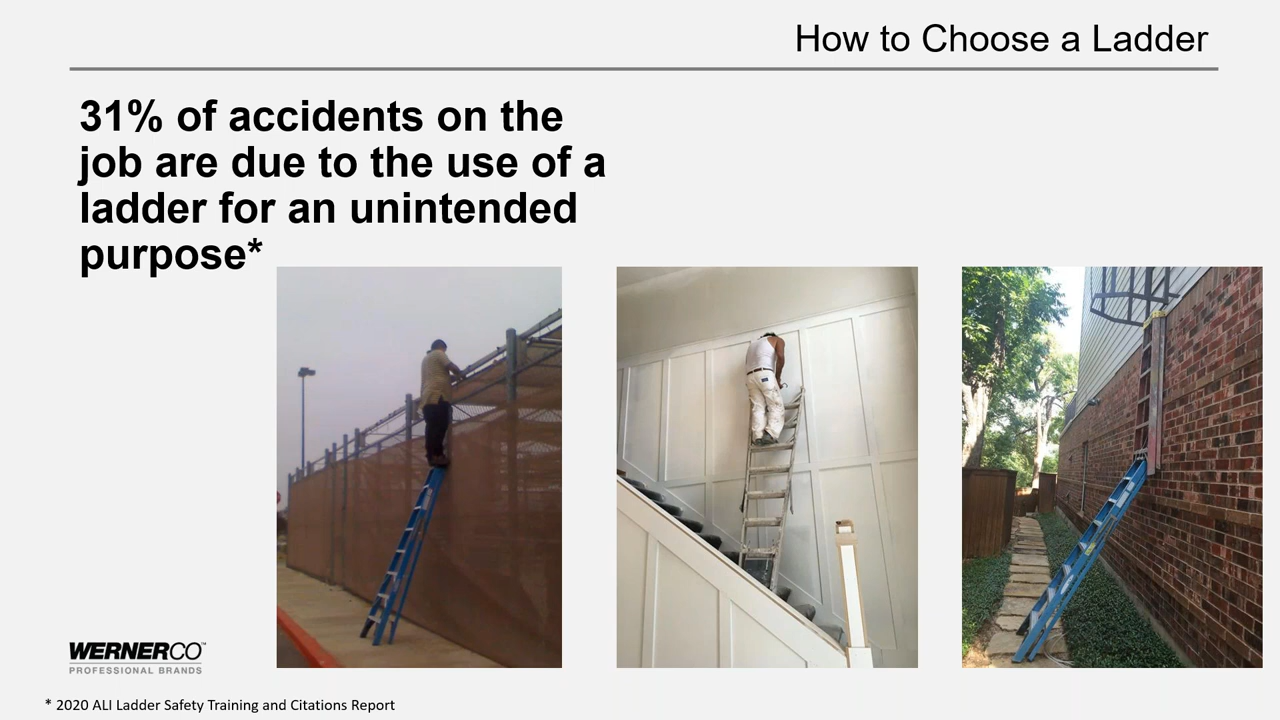 How to Choose a Ladder
31% of accidents on the
job are due to the use of a
ladder for an unintended
purpose*
WERNERCO™
PROFESSIONAL BRANDS
* 2020 ALI Ladder Safety Training and Citations Report